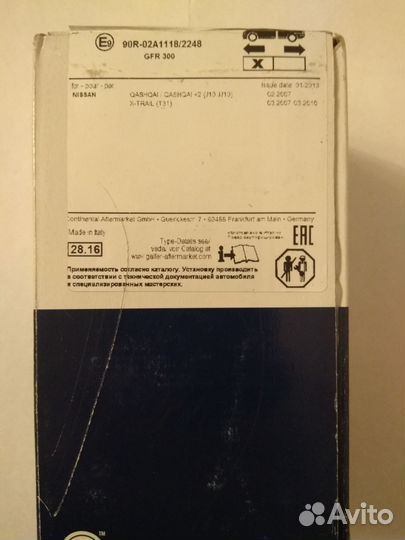 E9 90R-02A1118/2248
GFR 300
X
for - pour - per: Issue date: 01-2013
NISSAN QASHQAI / QASHQAI +2 (J10, JJ10) 02.2007
X-TRAIL (T31) 03.2007-03.2010
Continental Aftermarket GmbH · Guerickestr. 7 · 60488 Frankfurt am Main · Germany
Made in Italy
28.16
Type-Details see/
veda/ voir Catalog at
www.galfer-aftermarket.com
i
EAC
Применяемость согласно каталогу. Установку производить
в соответствии с технической документацией автомобиля
в специализированных мастерских.
Avito